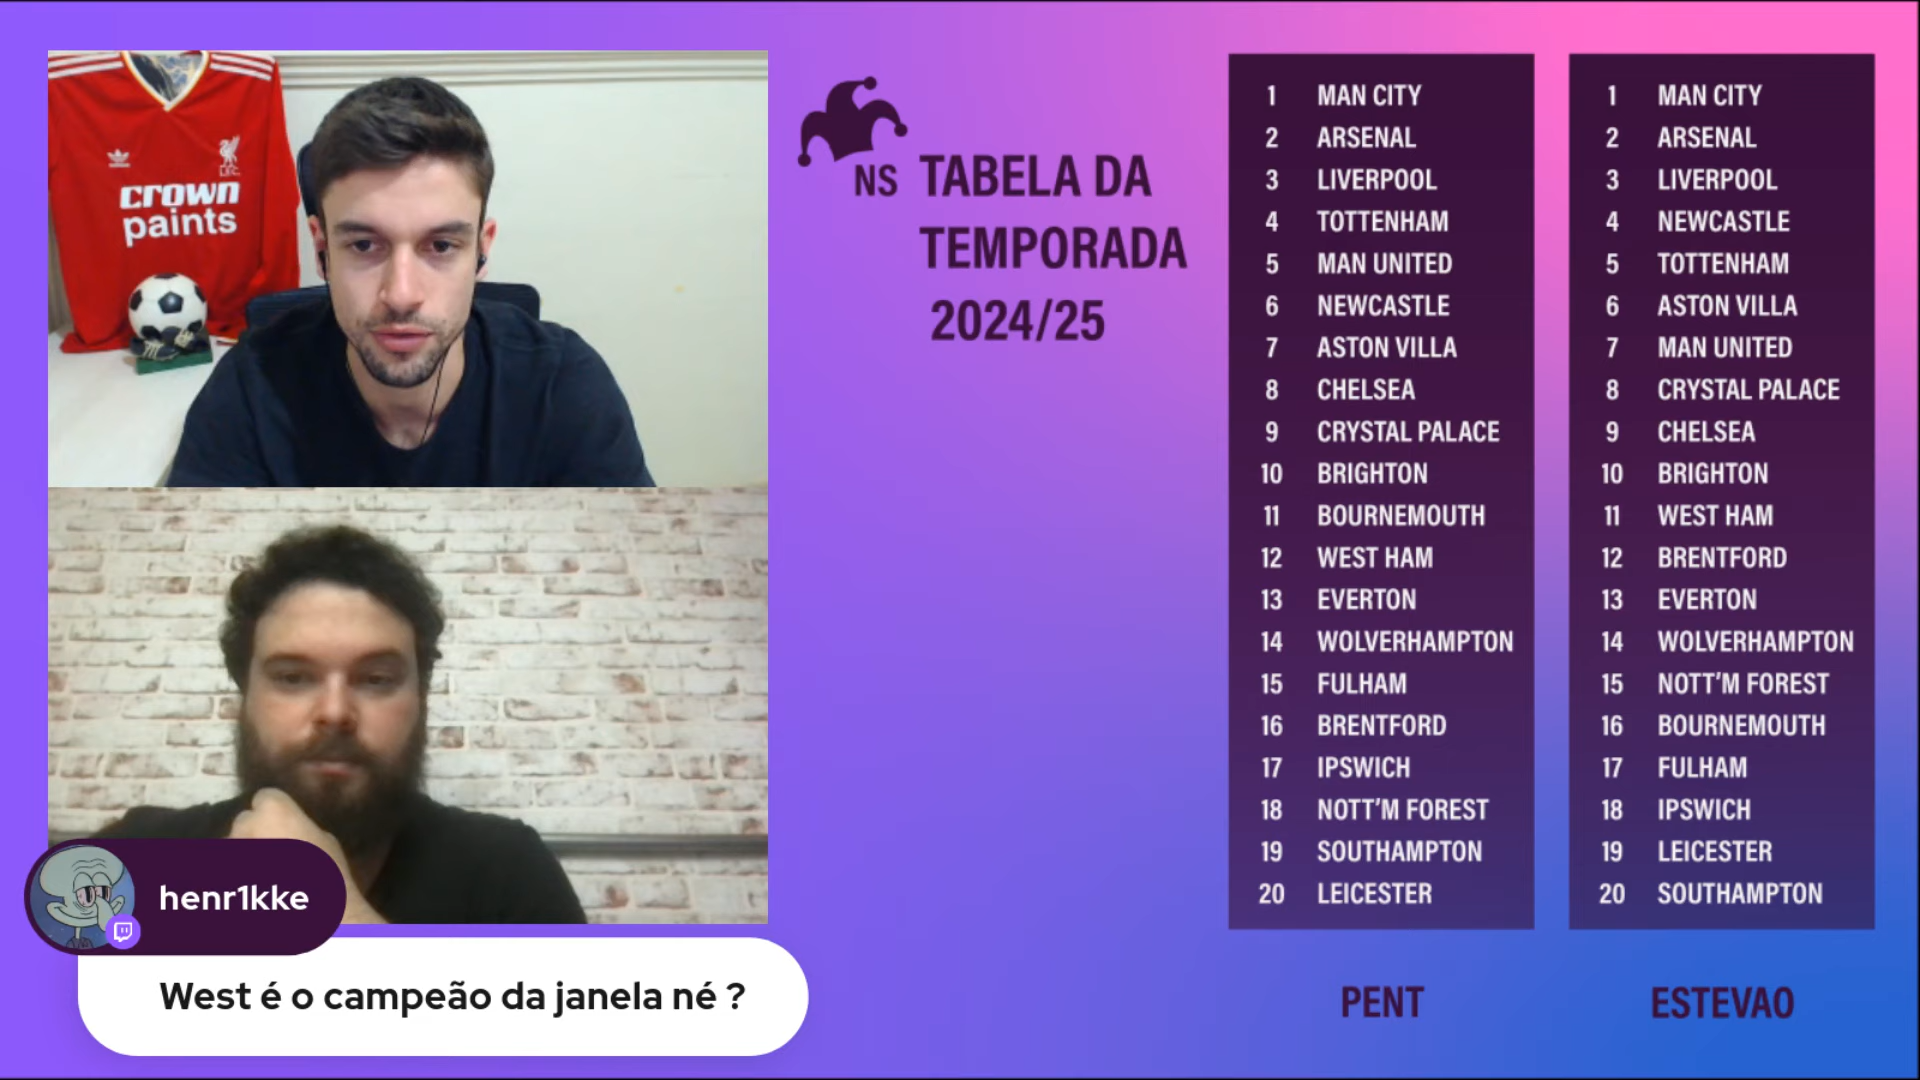 crown
paints
L.F.C.
NS
TABELA DA
TEMPORADA
2024/25
1 MAN CITY
2 ARSENAL
3 LIVERPOOL
4 TOTTENHAM
5 MAN UNITED
6 NEWCASTLE
7 ASTON VILLA
8 CHELSEA
9 CRYSTAL PALACE
10 BRIGHTON
11 BOURNEMOUTH
12 WEST HAM
13 EVERTON
14 WOLVERHAMPTON
15 FULHAM
16 BRENTFORD
17 IPSWICH
18 NOTT'M FOREST
19 SOUTHAMPTON
20 LEICESTER
PENT
1 MAN CITY
2 ARSENAL
3 LIVERPOOL
4 NEWCASTLE
5 TOTTENHAM
6 ASTON VILLA
7 MAN UNITED
8 CRYSTAL PALACE
9 CHELSEA
10 BRIGHTON
11 WEST HAM
12 BRENTFORD
13 EVERTON
14 WOLVERHAMPTON
15 NOTT'M FOREST
16 BOURNEMOUTH
17 FULHAM
18 IPSWICH
19 LEICESTER
20 SOUTHAMPTON
ESTEVAO
henr1kke
West é o campeão da janela né ?